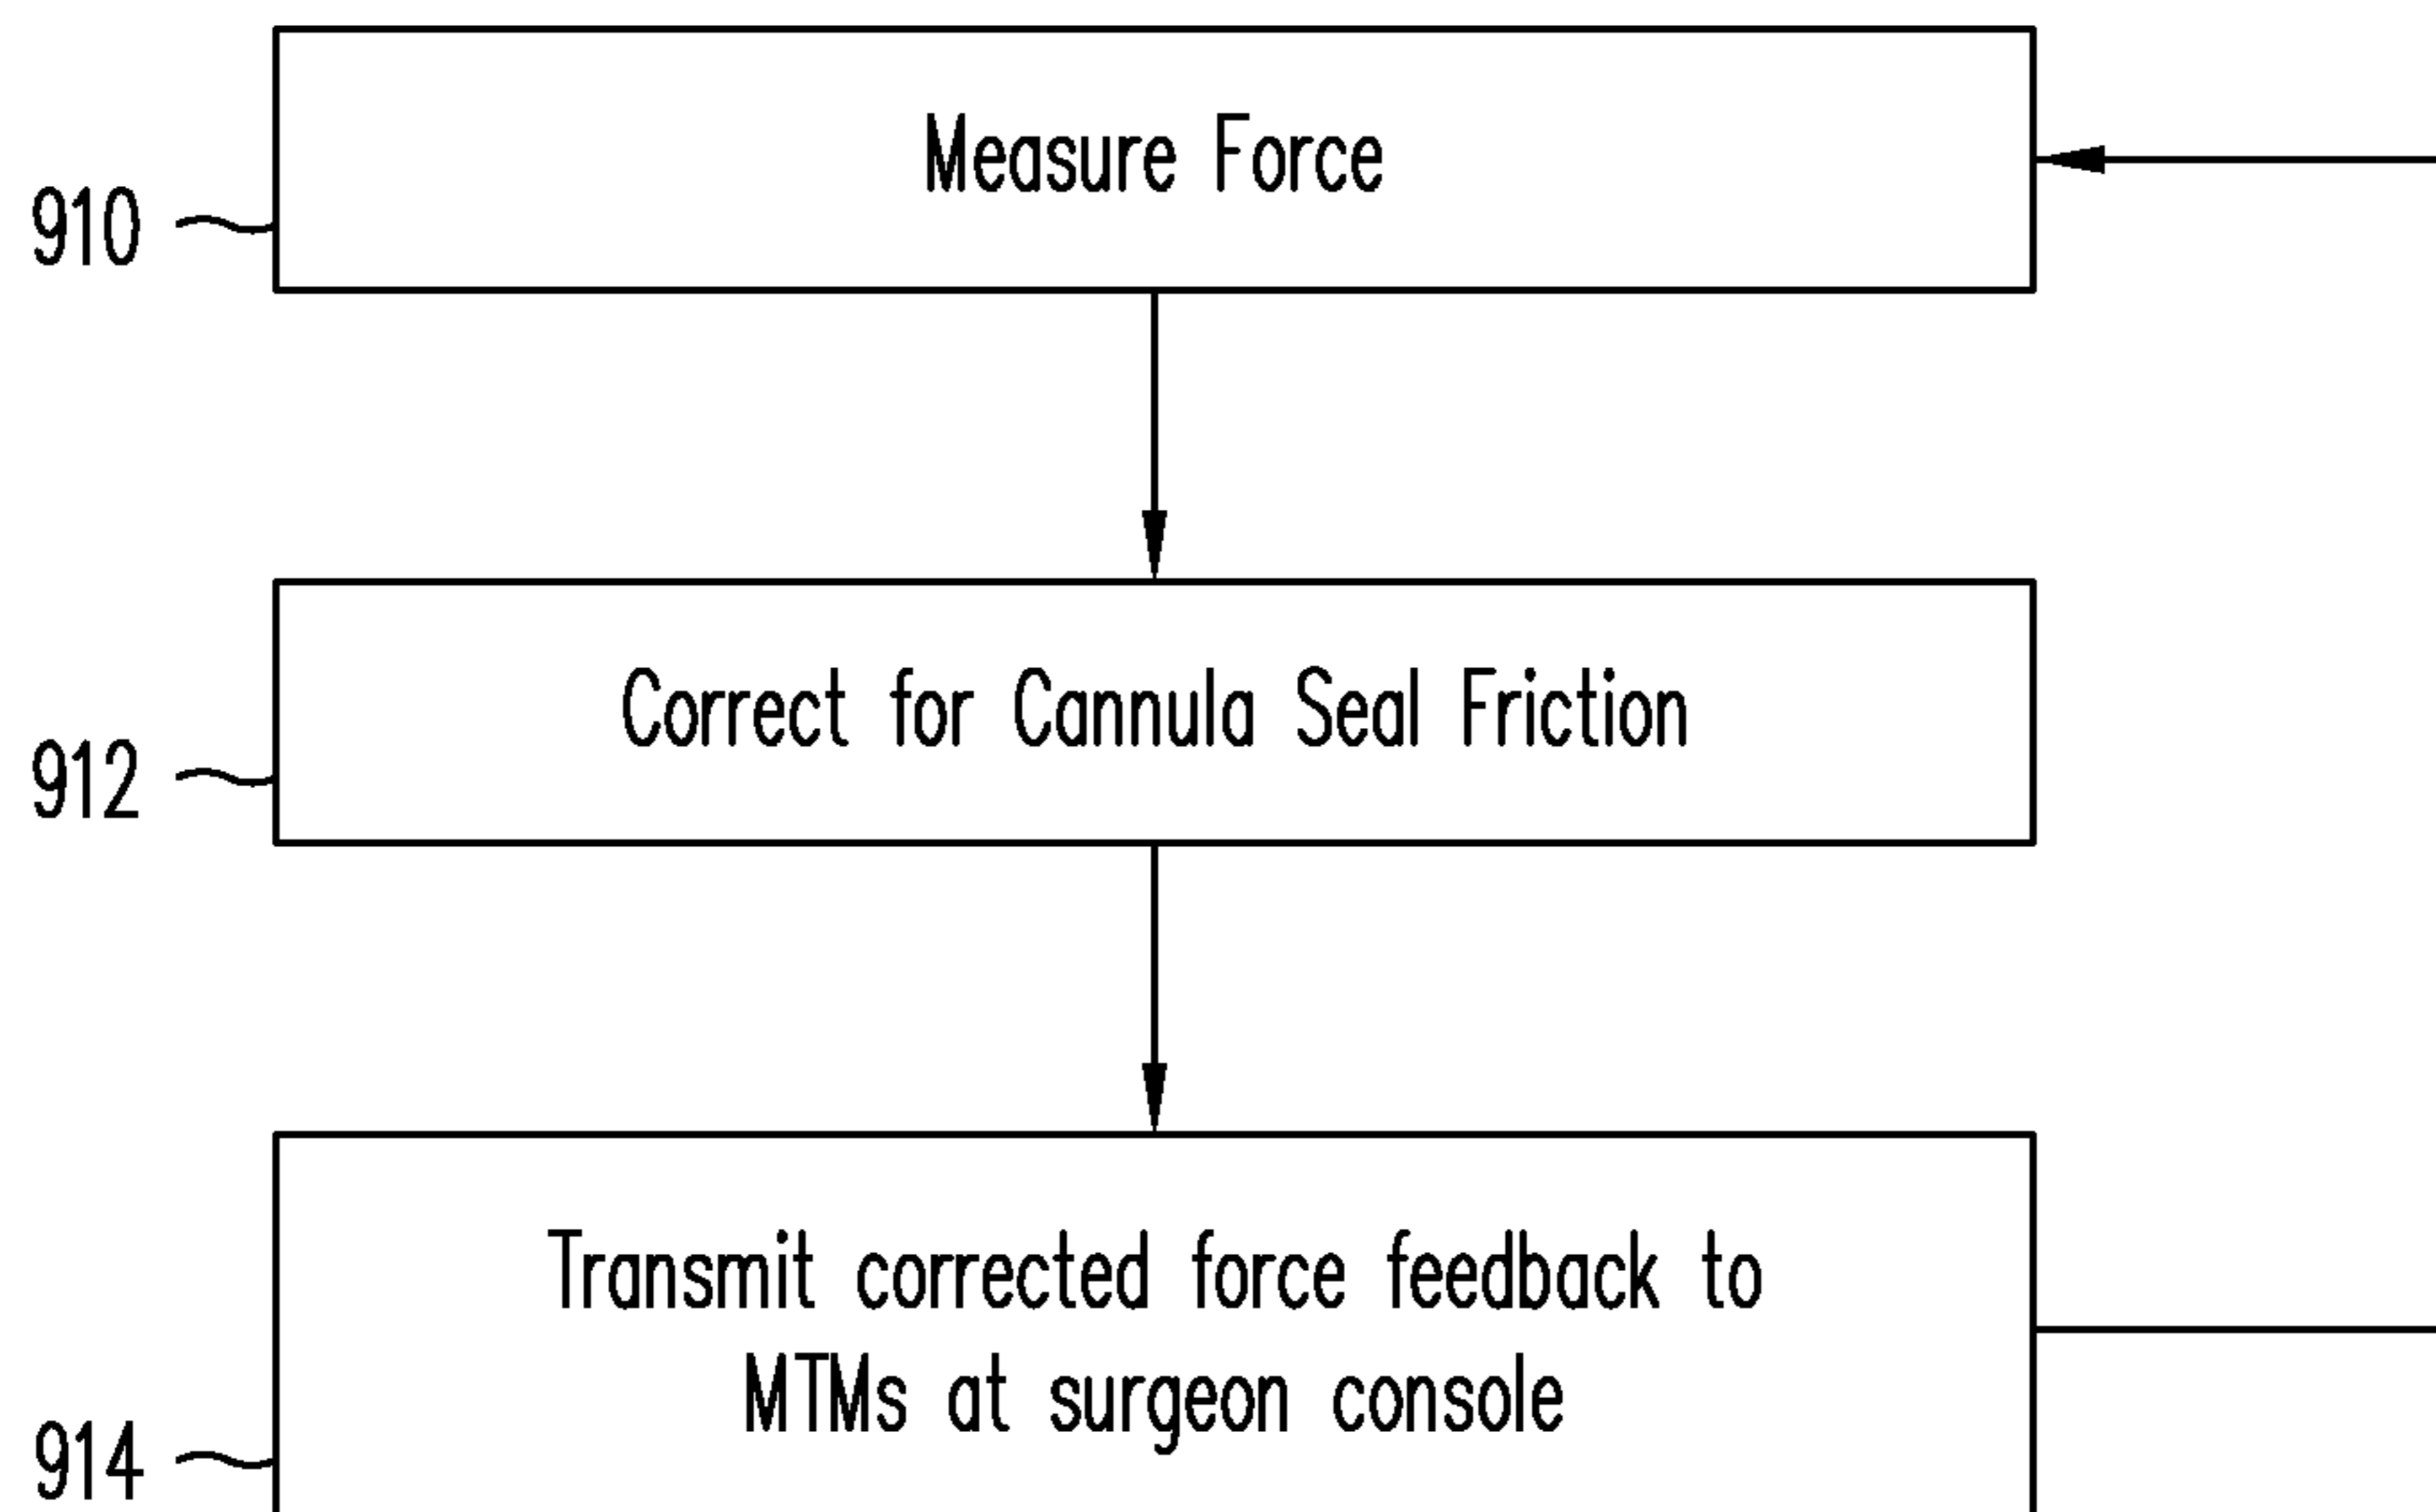 Measure Force
910
Correct for Cannula Seal Friction
912
Transmit corrected force feedback to
MTMs at surgeon console
914